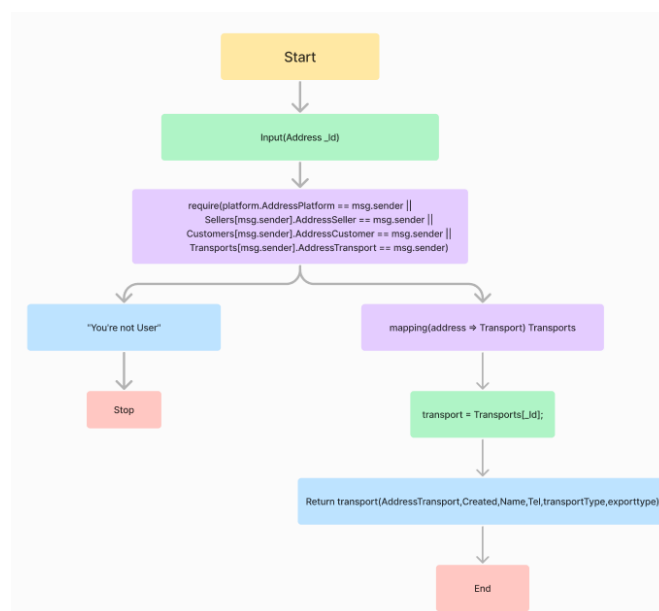 Start
Input(Address _Id)
require(platform.AddressPlatform == msg.sender ||
Sellers[msg.sender].AddressSeller == msg.sender ||
Customers[msg.sender].AddressCustomer == msg.sender ||
Transports[msg.sender].AddressTransport == msg.sender)
"You're not User"
mapping(address => Transport) Transports
Stop
transport = Transports[_Id];
Return transport(AddressTransport,Created,Name,Tel,transportType,exporttype)
End